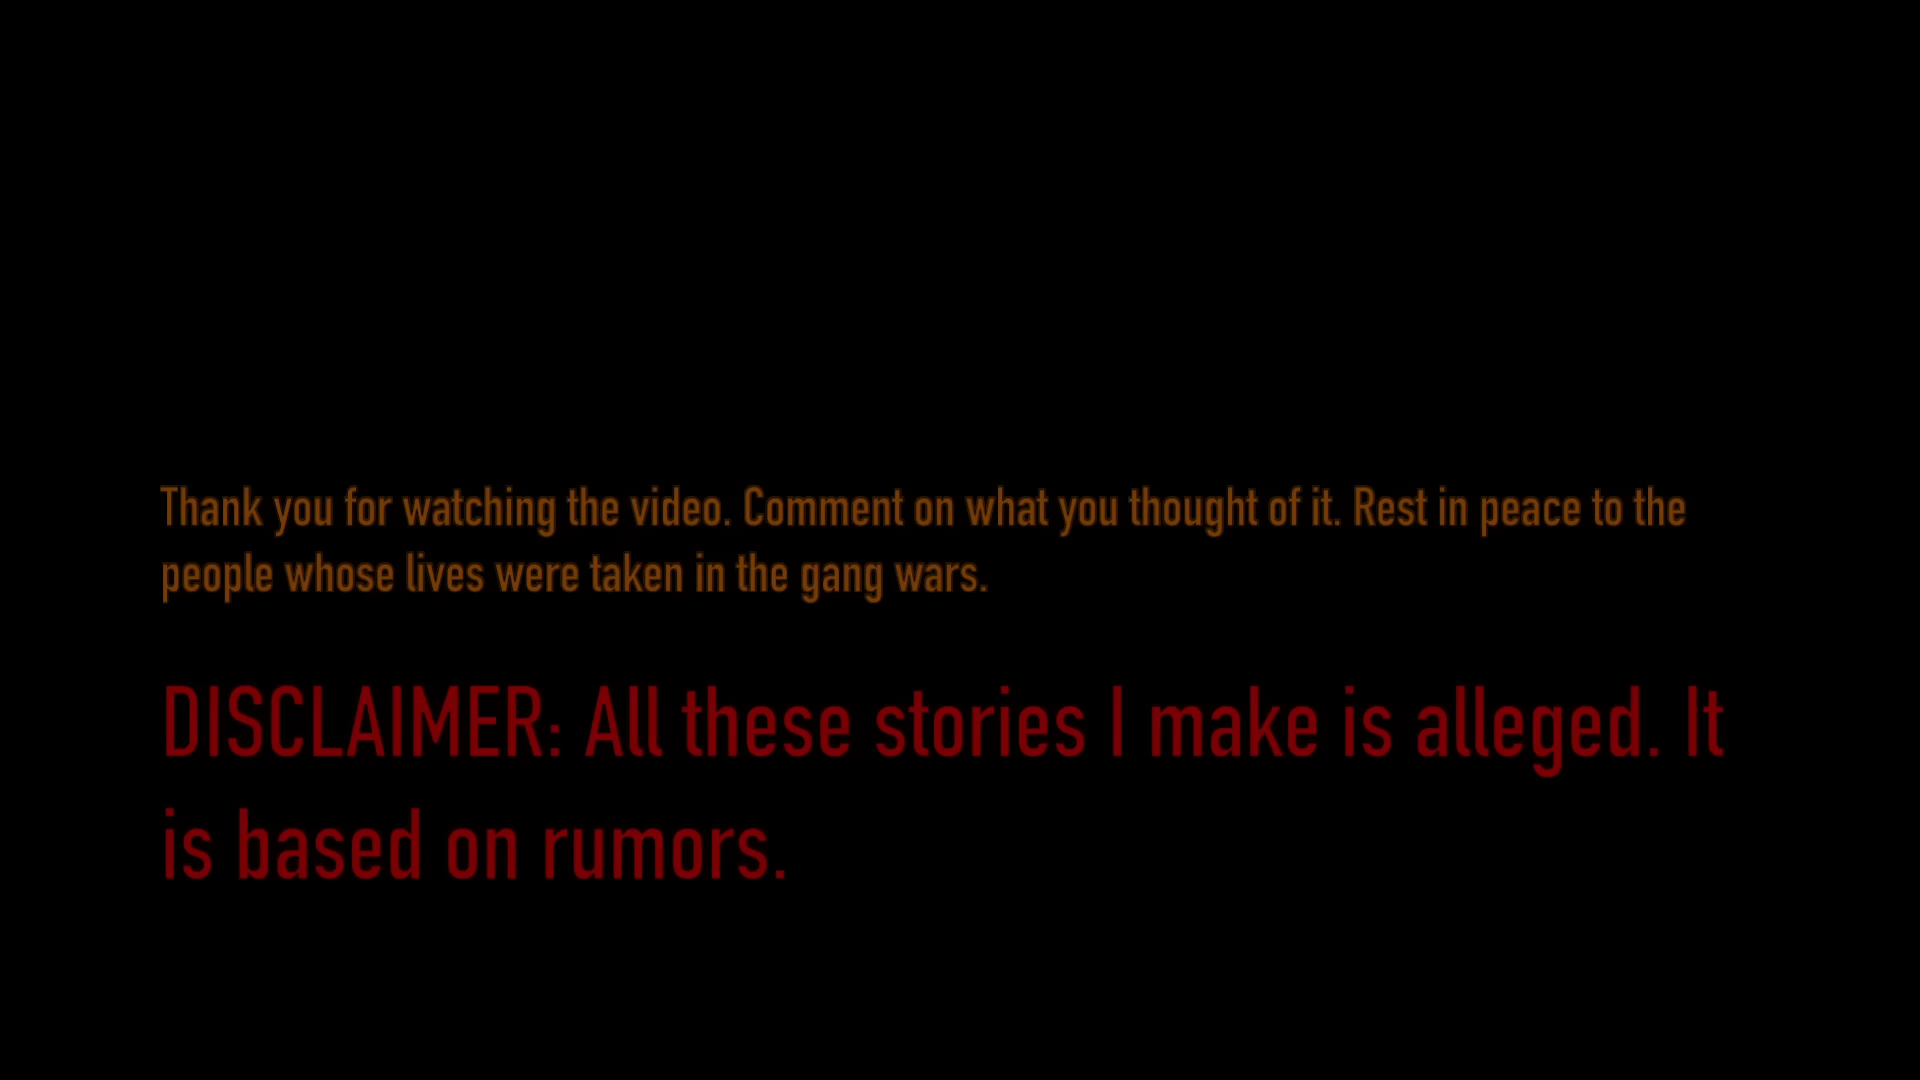 Thank you for watching the video. Comment on what you thought of it. Rest in peace to the
people whose lives were taken in the gang wars.
DISCLAIMER: All these stories I make is alleged. It
is based on rumors.